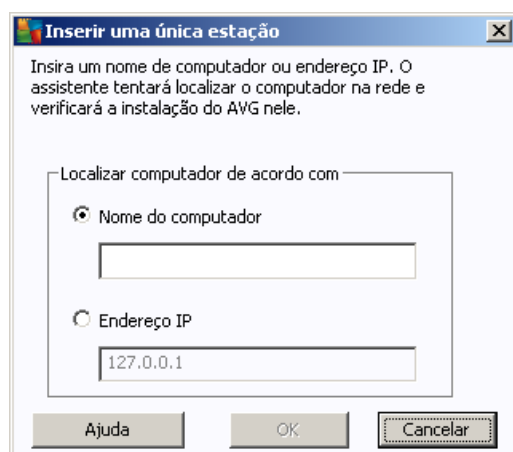 Inserir uma única estação
Insira um nome de computador ou endereço IP. O
assistente tentará localizar o computador na rede e
verificará a instalação do AVG nele.
Localizar computador de acordo com
Nome do computador
Endereço IP
127.0.0.1
Ajuda
OK
Cancelar